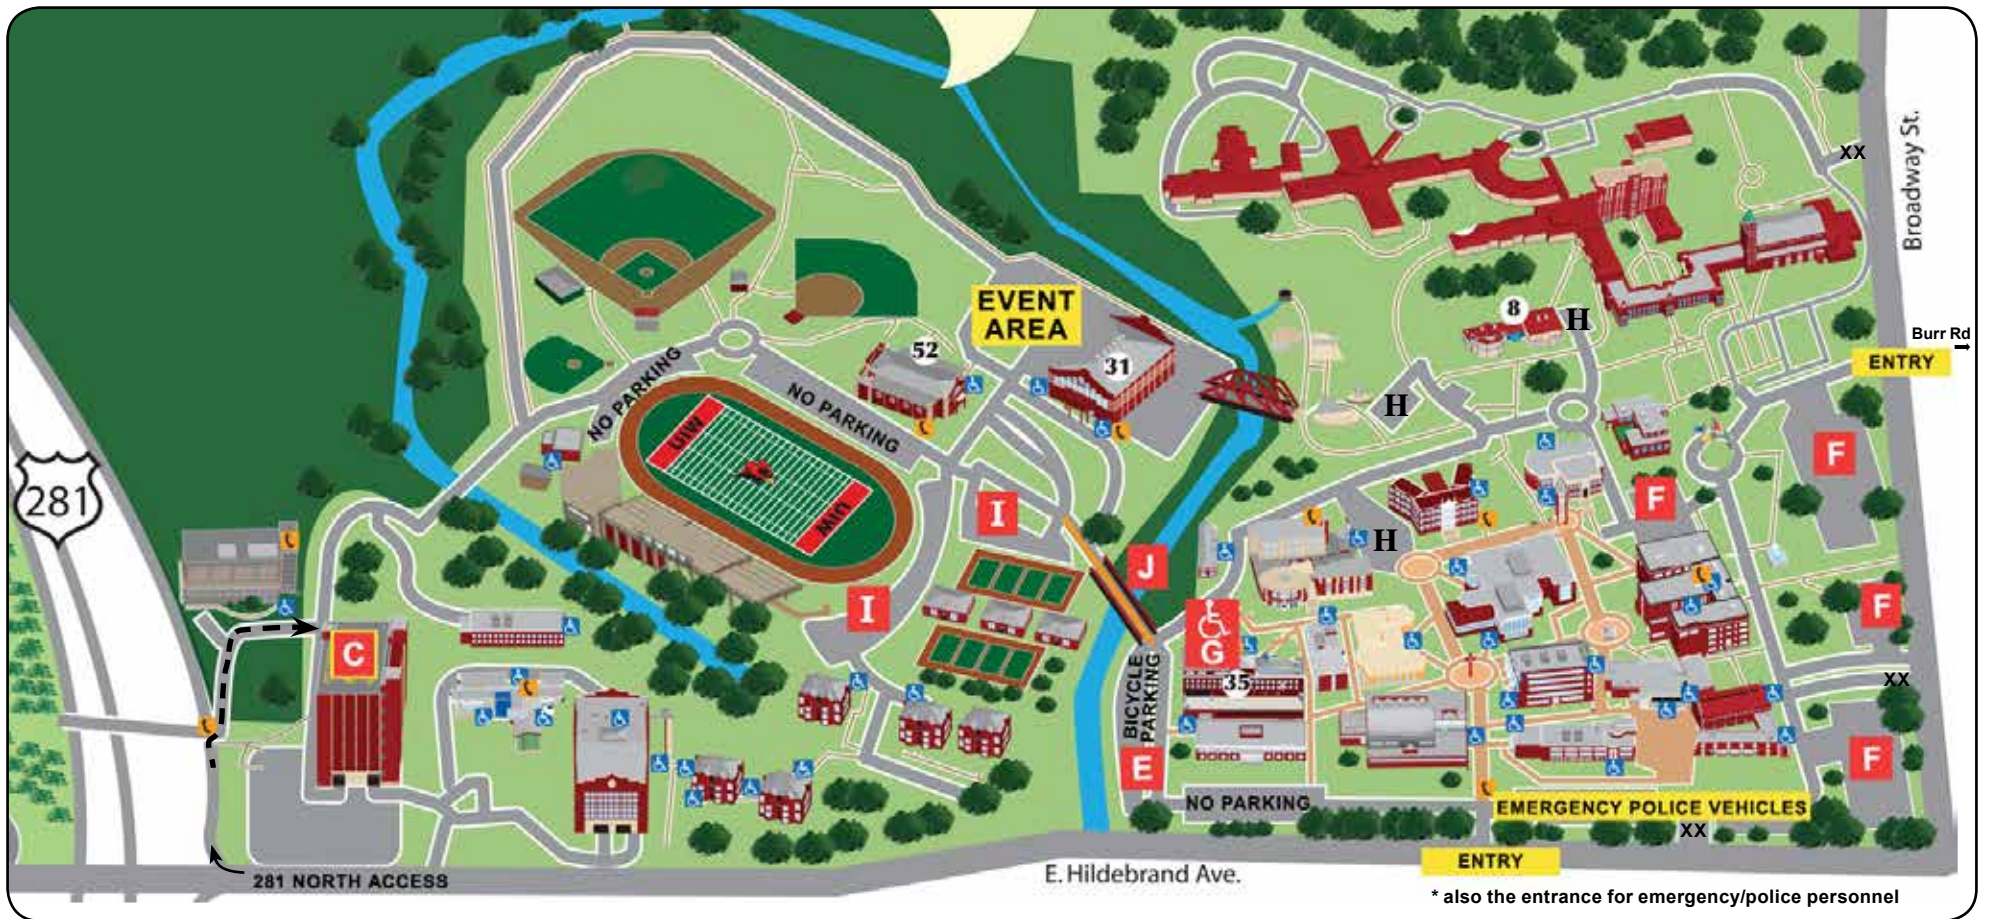 XX
Broadway St.
EVENT
AREA
8
H
Burr Rd
ENTRY
52
31
NO PARKING
NO PARKING
H
UIW
UIW
281
F
F
I
H
J
I
F
G
C
35
XX
BICYCLE
PARKING
E
F
NO PARKING
EMERGENCY POLICE VEHICLES
XX
ENTRY
E. Hildebrand Ave.
281 NORTH ACCESS
* also the entrance for emergency/police personnel